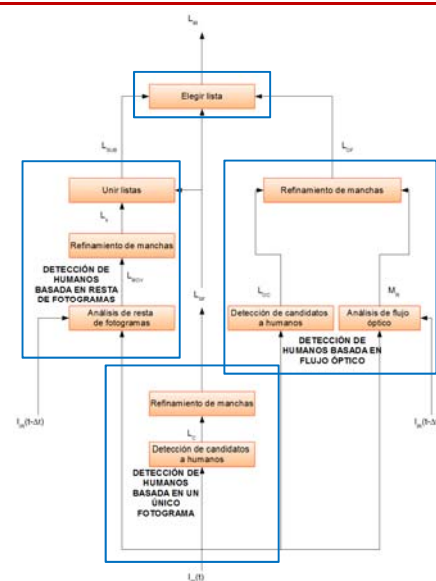 Elegir lista
Unir listas
Refinamiento de manchas
DETECCIÓN DE
HUMANOS
BASADA EN RESTA
DE FOTOGRAMAS
Análisis de resta
de fotogramas
Refinamiento de manchas
Detección de candidatos
a humanos
Análisis de flujo
óptico
DETECCIÓN DE
HUMANOS BASADA EN
FLUJO ÓPTICO
Refinamiento de manchas
Detección de candidatos
a humanos
DETECCIÓN DE
HUMANOS
BASADA EN UN
ÚNICO
FOTOGRAMA